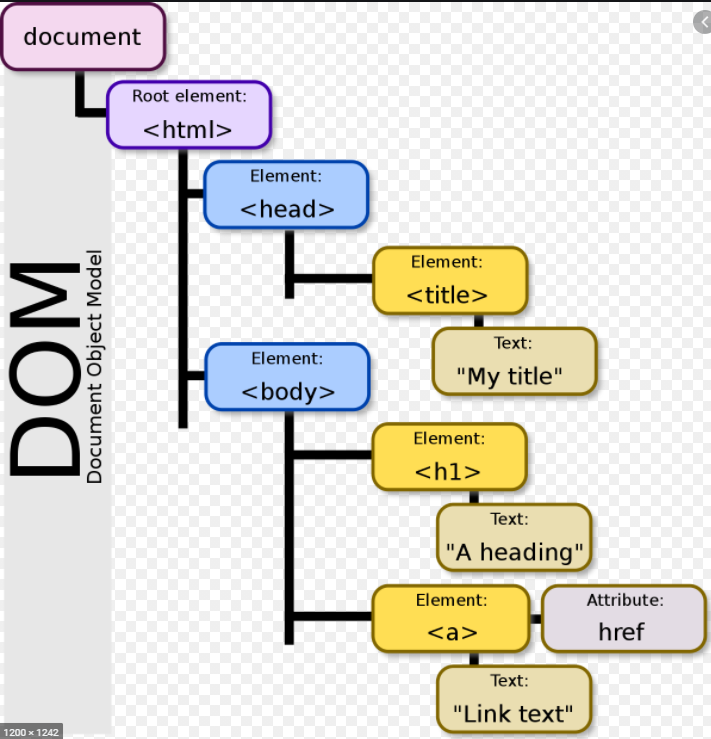 document
Root element:
<html>
Element:
<head>
Element:
<title>
Text:
"My title"
DOM
Document Object Model
Element:
<body>
Element:
<h1>
Text:
"A heading"
Element:
<a>
Attribute:
href
Text:
"Link text"
1200 × 1242